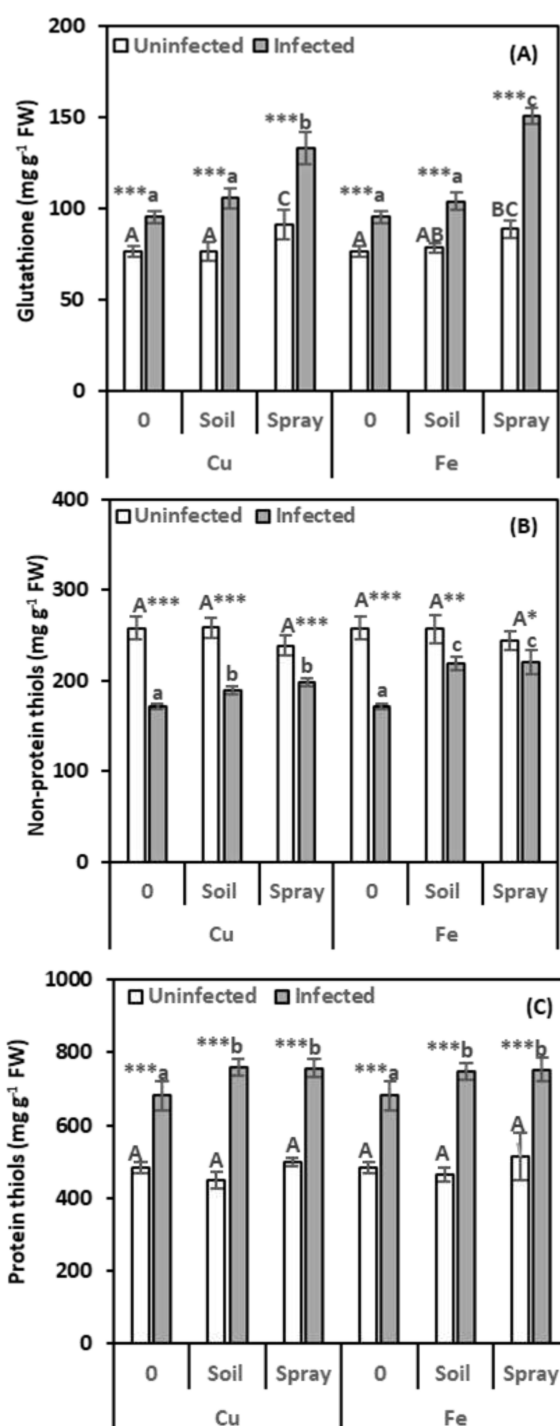 200
Uninfected Infected
(A)
***c
***b
150
***a
***a
***a
***a
C
BC
100
A
A
A
AB
50
0
Glutathione (mg g-1 FW)
0 Soil Spray 0 Soil Spray
Cu Fe
400
Uninfected Infected
(B)
A*** A*** A*** A*** A** A*
300
a b b a c c
200
100
0
Non-protein thiols (mg g-1 FW)
0 Soil Spray 0 Soil Spray
Cu Fe
1000
Uninfected Infected
(C)
***a ***b ***b ***a ***b ***b
800
600
A A A A A A
400
200
0
Protein thiols (mg g-1 FW)
0 Soil Spray 0 Soil Spray
Cu Fe